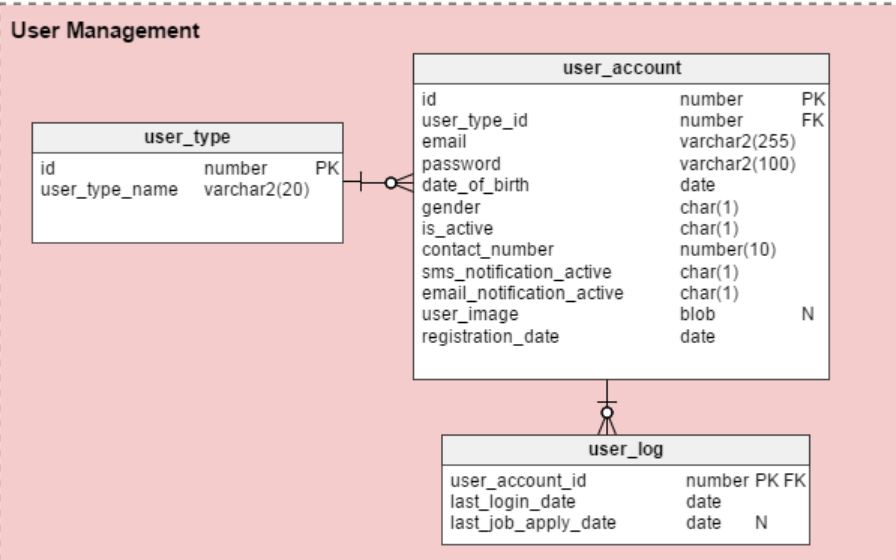 User Management
user_type
id number PK
user_type_name varchar2(20)
user_account
id number PK
user_type_id number FK
email varchar2(255)
password varchar2(100)
date_of_birth date
gender char(1)
is_active char(1)
contact_number number(10)
sms_notification_active char(1)
email_notification_active char(1)
user_image blob N
registration_date date
user_log
user_account_id number PK FK
last_login_date date
last_job_apply_date date N